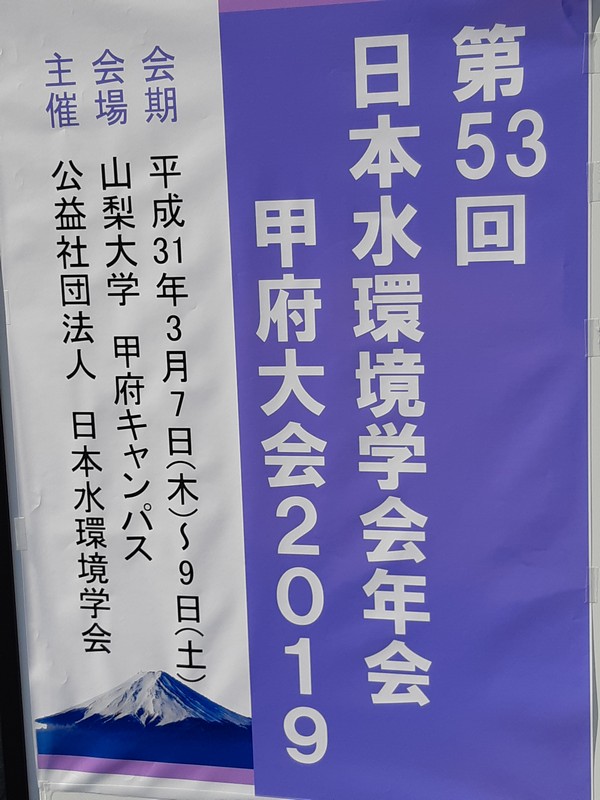 第53回
日本水環境学会年会
甲府大会2019
会期 平成31年3月7日(木)~9日(土)
会場 山梨大学 甲府キャンパス
主催 公益社団法人 日本水環境学会